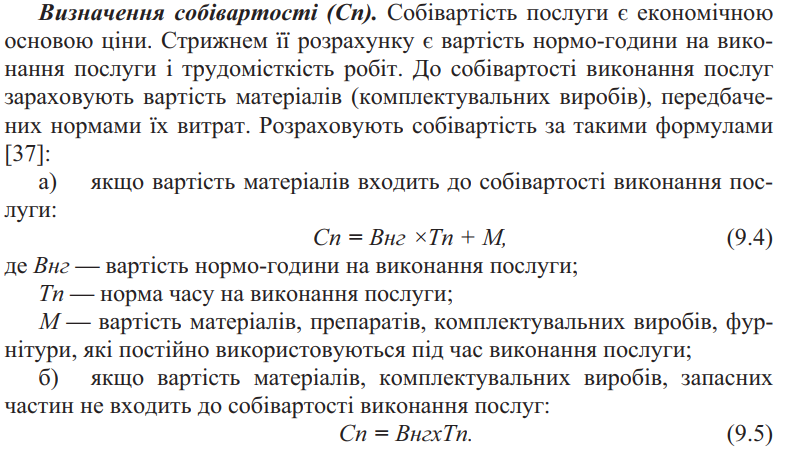 Визначення собівартості (Сп). Собівартість послуги є економічною
основою ціни. Стрижнем її розрахунку є вартість нормо-години на вико-
нання послуги і трудомісткість робіт. До собівартості виконання послуг
зараховують вартість матеріалів (комплектувальних виробів), передбаче-
них нормами їх витрат. Розраховують собівартість за такими формулами
[37]:
а) якщо вартість матеріалів входить до собівартості виконання пос-
луги:
Сп = Внг ×Тп + М, (9.4)
де Внг — вартість нормо-години на виконання послуги;
Тп — норма часу на виконання послуги;
М — вартість матеріалів, препаратів, комплектувальних виробів, фур-
нітури, які постійно використовуються під час виконання послуги;
б) якщо вартість матеріалів, комплектувальних виробів, запасних
частин не входить до собівартості виконання послуг:
Сп = ВнгхТп. (9.5)